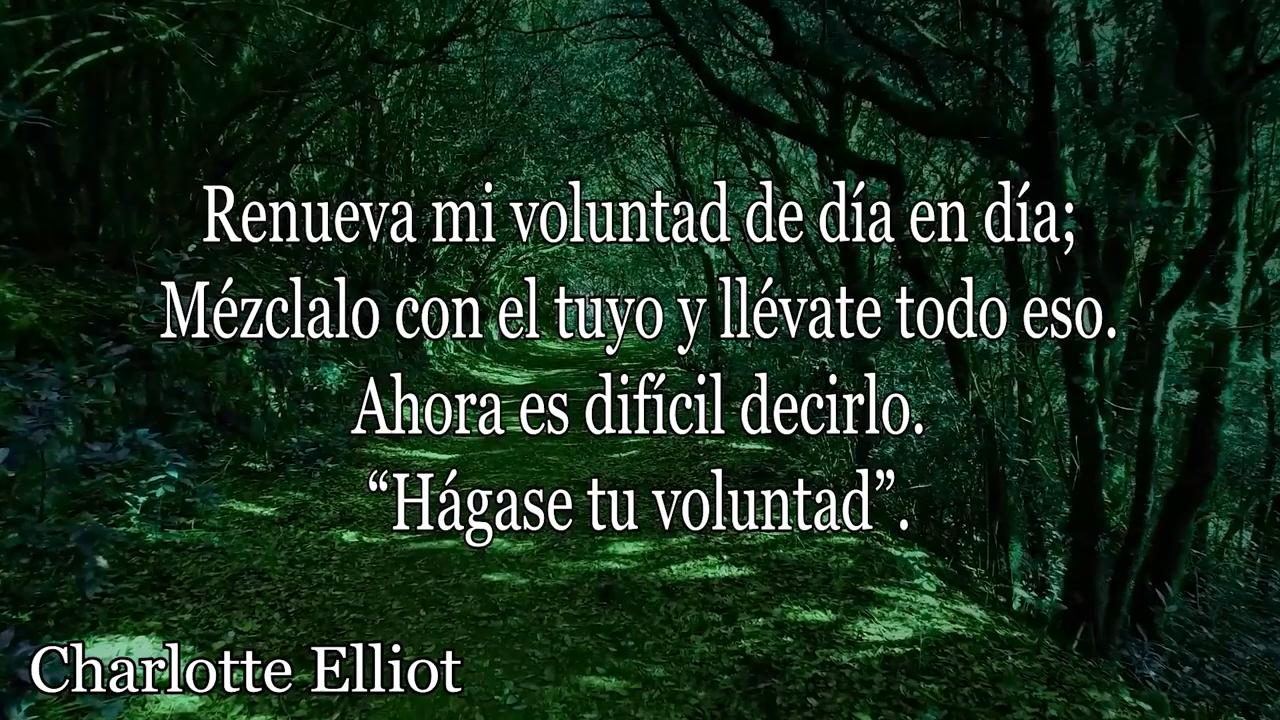 Renueva mi voluntad de día en día;
Mézclalo con el tuyo y llévate todo eso.
Ahora es difícil decirlo.
“Hágase tu voluntad”.
Charlotte Elliot